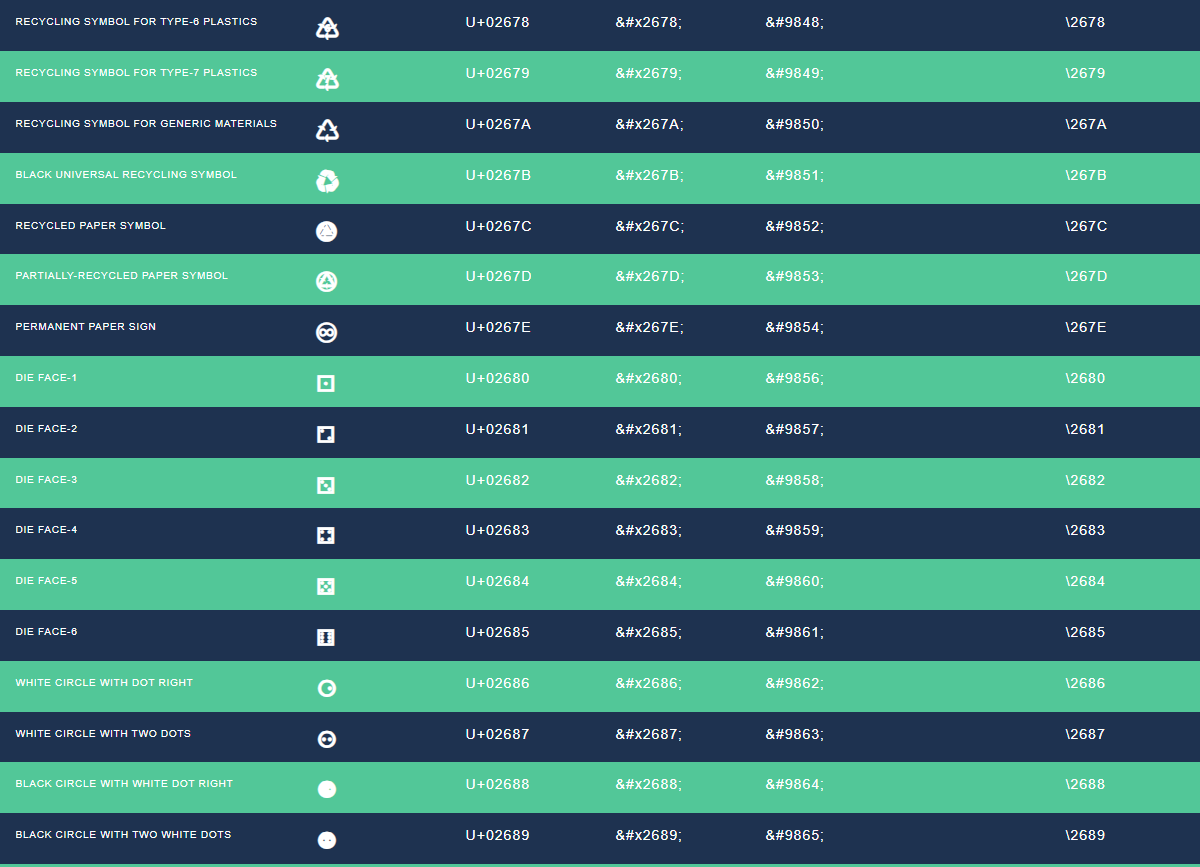 RECYCLING SYMBOL FOR TYPE-6 PLASTICS ♸ U+02678 &#x2678; &#9848; \2678
RECYCLING SYMBOL FOR TYPE-7 PLASTICS ♹ U+02679 &#x2679; &#9849; \2679
RECYCLING SYMBOL FOR GENERIC MATERIALS ♺ U+0267A &#x267A; &#9850; \267A
BLACK UNIVERSAL RECYCLING SYMBOL ♻ U+0267B &#x267B; &#9851; \267B
RECYCLED PAPER SYMBOL ♼ U+0267C &#x267C; &#9852; \267C
PARTIALLY-RECYCLED PAPER SYMBOL ♽ U+0267D &#x267D; &#9853; \267D
PERMANENT PAPER SIGN ♾ U+0267E &#x267E; &#9854; \267E
DIE FACE-1 ⚀ U+02680 &#x2680; &#9856; \2680
DIE FACE-2 ⚁ U+02681 &#x2681; &#9857; \2681
DIE FACE-3 ⚂ U+02682 &#x2682; &#9858; \2682
DIE FACE-4 ⚃ U+02683 &#x2683; &#9859; \2683
DIE FACE-5 ⚄ U+02684 &#x2684; &#9860; \2684
DIE FACE-6 ⚅ U+02685 &#x2685; &#9861; \2685
WHITE CIRCLE WITH DOT RIGHT ⚆ U+02686 &#x2686; &#9862; \2686
WHITE CIRCLE WITH TWO DOTS ⚇ U+02687 &#x2687; &#9863; \2687
BLACK CIRCLE WITH WHITE DOT RIGHT ⚈ U+02688 &#x2688; &#9864; \2688
BLACK CIRCLE WITH TWO WHITE DOTS ⚉ U+02689 &#x2689; &#9865; \2689